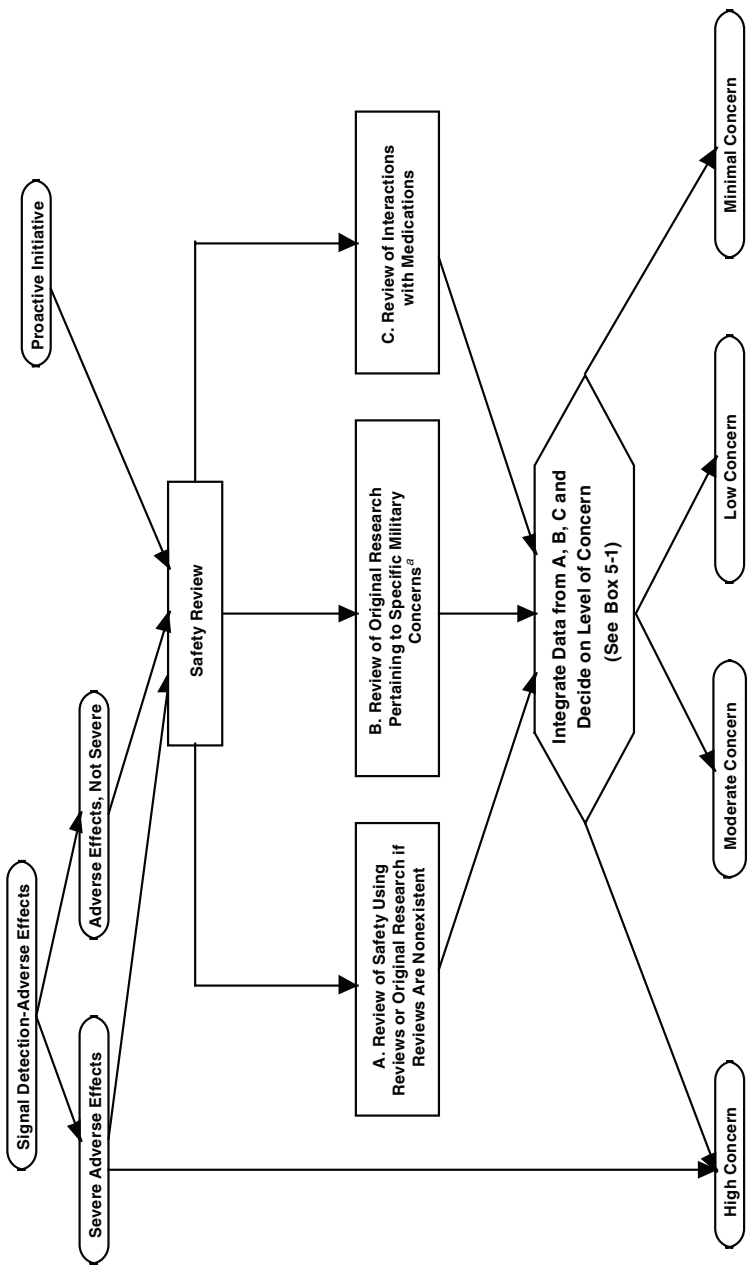 Signal Detection-Adverse Effects
Proactive Initiative
Severe Adverse Effects
Adverse Effects, Not Severe
Safety Review
A. Review of Safety Using
Reviews or Original Research if
Reviews Are Nonexistent
B. Review of Original Research
Pertaining to Specific Military
Concerns a
C. Review of Interactions
with Medications
Integrate Data from A, B, C and
Decide on Level of Concern
(See Box 5-1)
High Concern
Moderate Concern
Low Concern
Minimal Concern